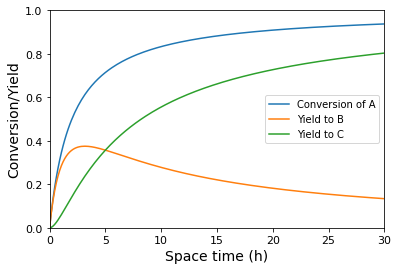 1.0
0.8
0.6
0.4
0.2
0.0
Conversion/Yield
Conversion of A
Yield to B
Yield to C
0 5 10 15 20 25 30
Space time (h)